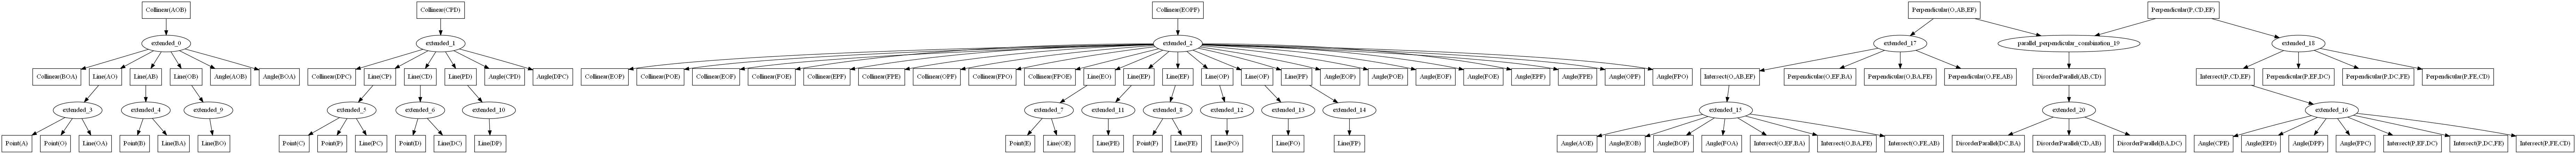 Collinear(AOB) Collinear(CPD) Collinear(EOPF) Perpendicular(O,AB,EF) Perpendicular(P,CD,EF)
extended_0 extended_1 extended_2 extended_17 parallel_perpendicular_combination_19 extended_18
Collinear(BOA) Line(AO) Line(AB) Line(OB) Angle(AOB) Angle(BOA) Collinear(DPC) Line(CP) Line(CD) Line(PD) Angle(CPD) Angle(DPC) Collinear(EOP) Collinear(POE) Collinear(EOF) Collinear(FOE) Collinear(EPF) Collinear(FPE) Collinear(OPF) Collinear(FPO) Collinear(FPOE) Line(EO) Line(EP) Line(EF) Line(OP) Line(OF) Line(PF) Angle(EOP) Angle(POE) Angle(EOF) Angle(FOE) Angle(EPF) Angle(FPE) Angle(OPF) Angle(FPO) Intersect(O,AB,EF) Perpendicular(O,EF,BA) Perpendicular(O,BA,FE) Perpendicular(O,FE,AB) DisorderParallel(AB,CD) Intersect(P,CD,EF) Perpendicular(P,EF,DC) Perpendicular(P,DC,FE) Perpendicular(P,FE,CD)
extended_3 extended_4 extended_9 extended_5 extended_6 extended_10 extended_7 extended_11 extended_8 extended_12 extended_13 extended_14 extended_15 extended_20 extended_16
Point(A) Point(O) Line(OA) Point(B) Line(BA) Line(BO) Point(C) Point(P) Line(PC) Point(D) Line(DC) Line(DP) Point(E) Line(OE) Line(PE) Point(F) Line(FE) Line(PO) Line(FO) Line(FP) Angle(AOE) Angle(EOB) Angle(BOF) Angle(FOA) Intersect(O,EF,BA) Intersect(O,BA,FE) Intersect(O,FE,AB) DisorderParallel(DC,BA) DisorderParallel(CD,AB) DisorderParallel(BA,DC) Angle(CPE) Angle(EPD) Angle(DPF) Angle(FPC) Intersect(P,EF,DC) Intersect(P,DC,FE) Intersect(P,FE,CD)